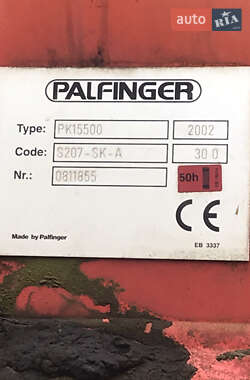 auto RIA
PALFINGER
Type: PK15500 2002
Code: S207-SK-A 30 0
Nr.: 0811855 50h
CE
Made by Palfinger EB 3337